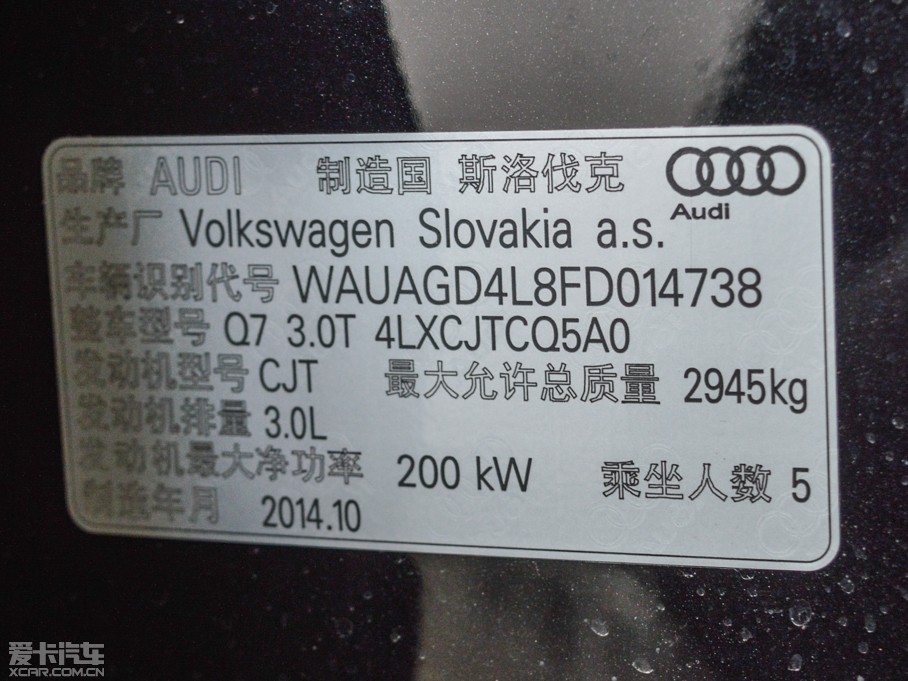 品牌 AUDI 制造国 斯洛伐克
Audi
生产厂 Volkswagen Slovakia a.s.
车辆识别代号 WAUAGD4L8FD014738
整车型号 Q7 3.0T 4LXCJTCQ5A0
发动机型号 CJT 最大允许总质量 2945kg
发动机排量 3.0L
发动机最大净功率 200 kW 乘坐人数 5
制造年月 2014.10
爱卡汽车
XCAR.COM.CN